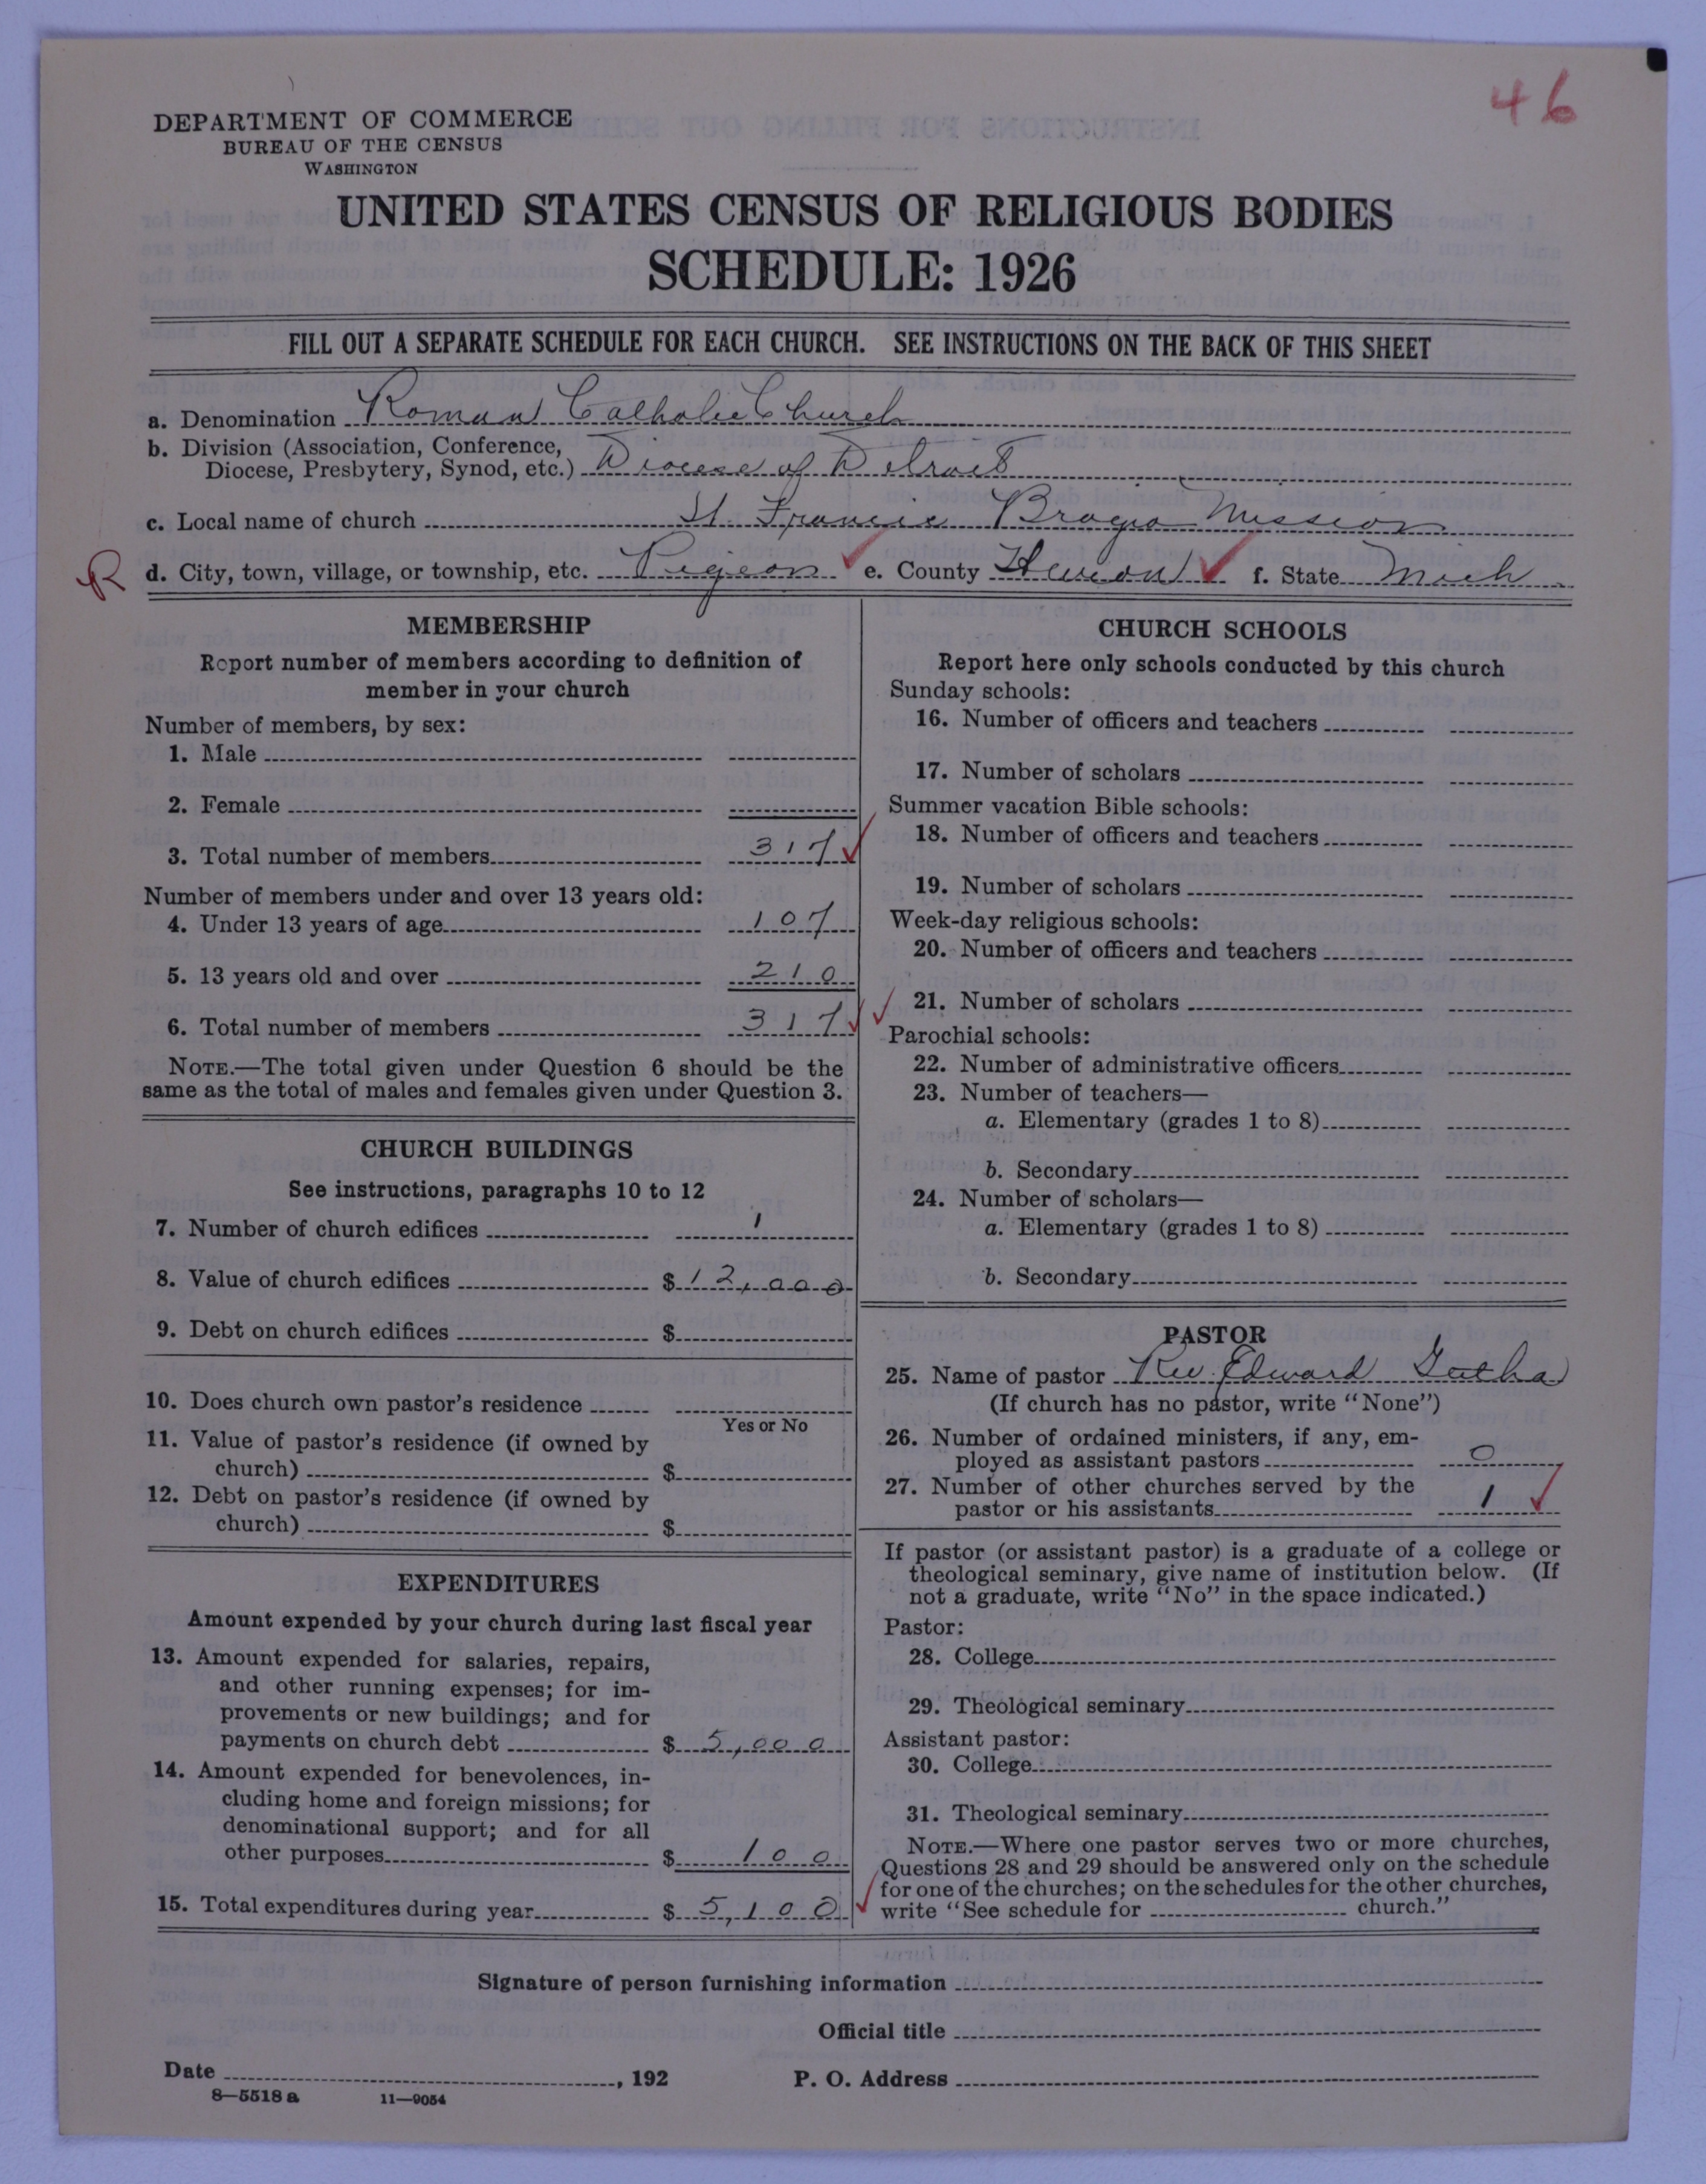 46
DEPARTMENT OF COMMERCE
BUREAU OF THE CENSUS
WASHINGTON
UNITED STATES CENSUS OF RELIGIOUS BODIES
SCHEDULE: 1926
FILL OUT A SEPARATE SCHEDULE FOR EACH CHURCH. SEE INSTRUCTIONS ON THE BACK OF THIS SHEET
a. Denomination Roman Catholic Church
b. Division (Association, Conference,
Diocese, Presbytery, Synod, etc.) Diocese of Detroit
c. Local name of church St. Francis Mission
R d. City, town, village, or township, etc. Pigeon e. County Huron f. State Mich
MEMBERSHIP
Report number of members according to definition of
member in your church
Number of members, by sex:
1. Male
2. Female
3. Total number of members 317
Number of members under and over 13 years old:
4. Under 13 years of age 107
5. 13 years old and over 210
6. Total number of members 317
NOTE.—The total given under Question 6 should be the
same as the total of males and females given under Question 3.
CHURCH BUILDINGS
See instructions, paragraphs 10 to 12
7. Number of church edifices 1
8. Value of church edifices $12,000
9. Debt on church edifices $
10. Does church own pastor's residence
Yes or No
11. Value of pastor's residence (if owned by
church) $
12. Debt on pastor's residence (if owned by
church) $
EXPENDITURES
Amount expended by your church during last fiscal year
13. Amount expended for salaries, repairs,
and other running expenses; for im-
provements or new buildings; and for
payments on church debt $ 5,000
14. Amount expended for benevolences, in-
cluding home and foreign missions; for
denominational support; and for all
other purposes $ 100
15. Total expenditures during year $ 5,100
CHURCH SCHOOLS
Report here only schools conducted by this church
Sunday schools:
16. Number of officers and teachers
17. Number of scholars
Summer vacation Bible schools:
18. Number of officers and teachers
19. Number of scholars
Week-day religious schools:
20. Number of officers and teachers
21. Number of scholars
Parochial schools:
22. Number of administrative officers
23. Number of teachers—
a. Elementary (grades 1 to 8)
b. Secondary
24. Number of scholars—
a. Elementary (grades 1 to 8)
b. Secondary
PASTOR
25. Name of pastor Rev. Edward
(If church has no pastor, write "None")
26. Number of ordained ministers, if any, em-
ployed as assistant pastors 0
27. Number of other churches served by the
pastor or his assistants 1
If pastor (or assistant pastor) is a graduate of a college or
theological seminary, give name of institution below. (If
not a graduate, write "No" in the space indicated.)
Pastor:
28. College
29. Theological seminary
Assistant pastor:
30. College
31. Theological seminary
NOTE.—Where one pastor serves two or more churches,
Questions 28 and 29 should be answered only on the schedule
for one of the churches; on the schedules for the other churches,
write "See schedule for church."
Signature of person furnishing information
Official title
Date , 192 P. O. Address
8—5518 a 11—9054